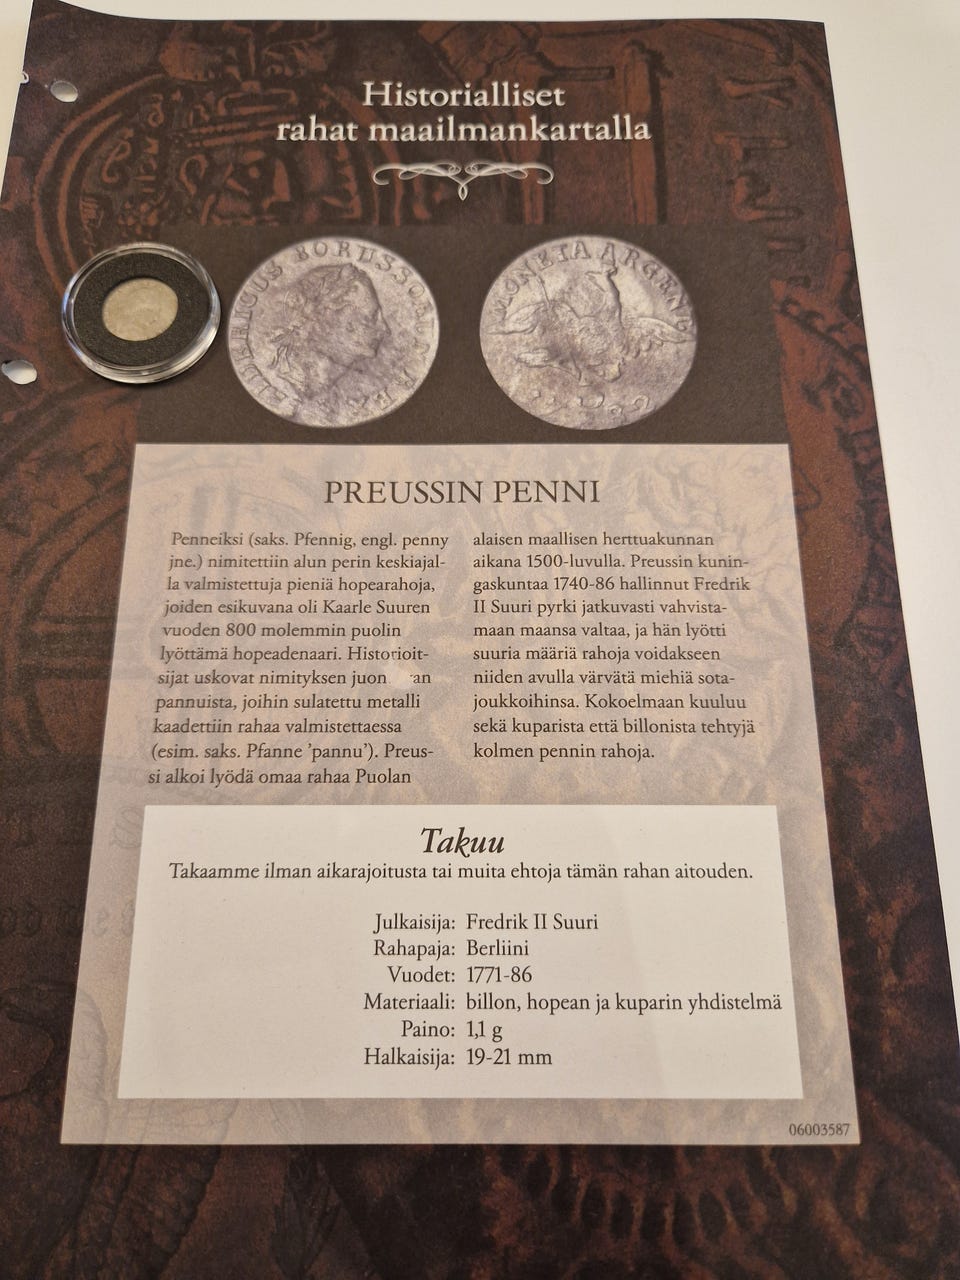 Historialliset
rahat maailmankartalla
BORUSSOR
MONETA ARGEN
PREUSSIN PENNI
Penneiksi (saks. Pfennig, engl. penny
jne.) nimitettiin alun perin keskiajal-
la valmistettuja pieniä hopearahoja,
joiden esikuvana oli Kaarle Suuren
vuoden 800 molemmin puolin
lyöttämä hopeadenaari. Historioit-
sijat uskovat nimityksen juon an
pannuista, joihin sulatettu metalli
kaadettiin rahaa valmistettaessa
(esim. saks. Pfanne 'pannu'). Preus-
si alkoi lyödä omaa rahaa Puolan
alaisen maallisen herttuakunnan
aikana 1500-luvulla. Preussin kunin-
gaskuntaa 1740-86 hallinnut Fredrik
II Suuri pyrki jatkuvasti vahvista-
maan maansa valtaa, ja hän lyötti
suuria määriä rahoja voidakseen
niiden avulla värvätä miehiä sota-
joukkoihinsa. Kokoelmaan kuuluu
sekä kuparista että billonista tehtyjä
kolmen pennin rahoja.
Takuu
Takaamme ilman aikarajoitusta tai muita ehtoja tämän rahan aitouden.
Julkaisija: Fredrik II Suuri
Rahapaja: Berliini
Vuodet: 1771-86
Materiaali: billon, hopean ja kuparin yhdistelmä
Paino: 1,1 g
Halkaisija: 19-21 mm
06003587